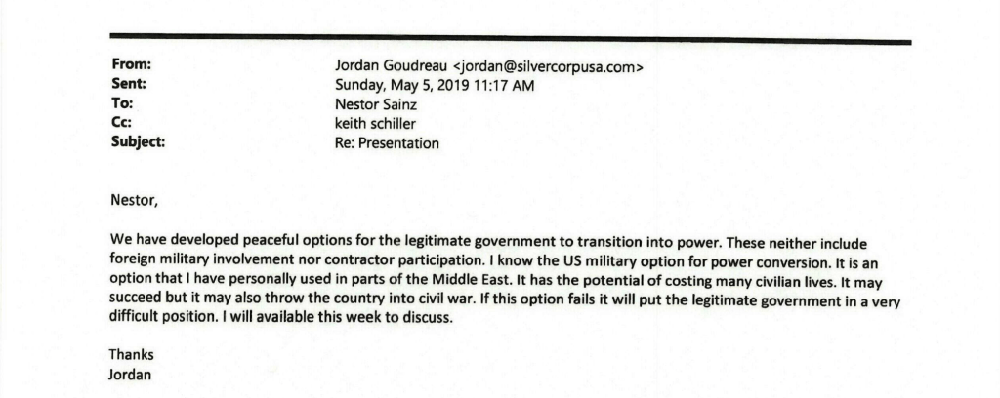 From: Jordan Goudreau <jordan@silvercorpusa.com>
Sent: Sunday, May 5, 2019 11:17 AM
To: Nestor Sainz
Cc: keith schiller
Subject: Re: Presentation
Nestor,
We have developed peaceful options for the legitimate government to transition into power. These neither include
foreign military involvement nor contractor participation. I know the US military option for power conversion. It is an
option that I have personally used in parts of the Middle East. It has the potential of costing many civilian lives. It may
succeed but it may also throw the country into civil war. If this option fails it will put the legitimate government in a very
difficult position. I will available this week to discuss.
Thanks
Jordan